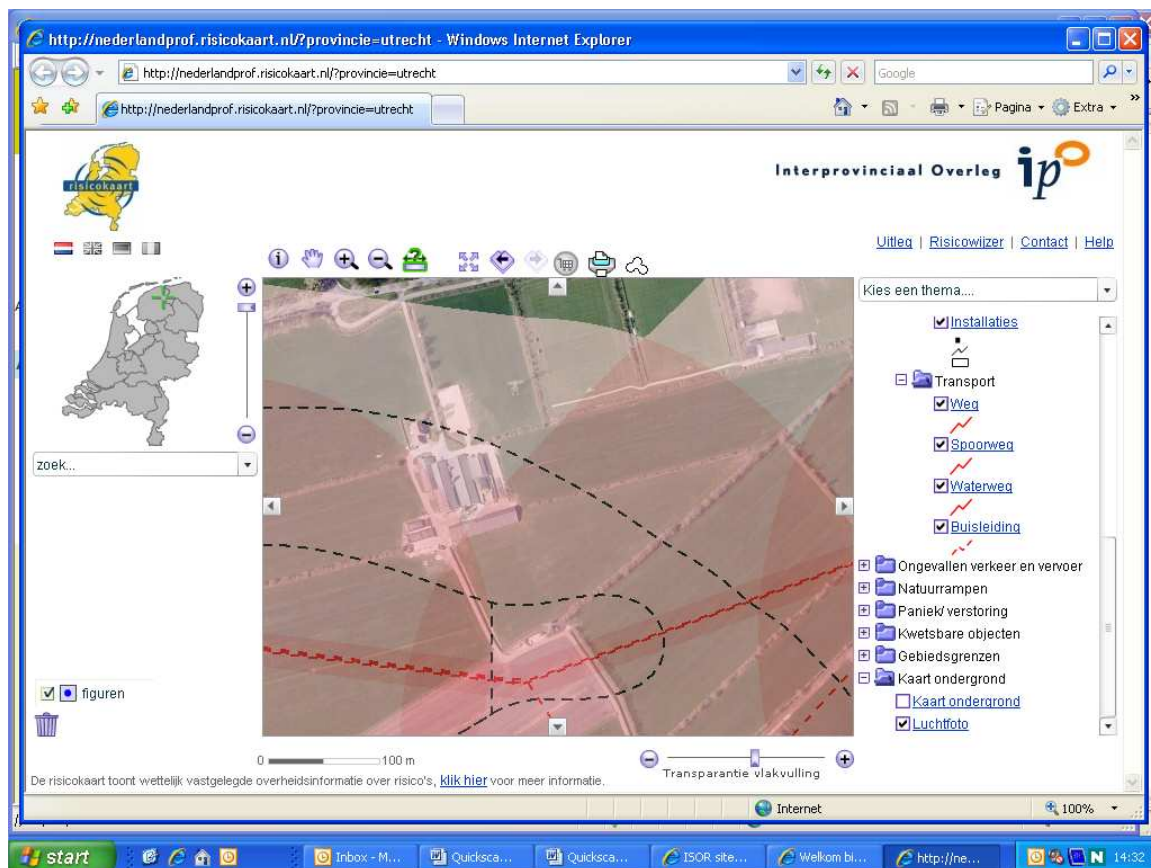 http://nederlandprof.risicokaart.nl/?provincie=utrecht - Windows Internet Explorer
http://nederlandprof.risicokaart.nl/?provincie=utrecht
Google
http://nederlandprof.risicokaart.nl/?provincie=utrecht
Pagina
Extra
»
risicokaart
Interprovinciaal Overleg ipo
Uitleg | Risicowijzer | Contact | Help
Kies een thema....
Installaties
Transport
Weg
Spoorweg
zoek...
Waterweg
Buisleiding
Ongevallen verkeer en vervoer
Natuurrampen
Paniek/verstoring
Kwetsbare objecten
Gebiedsgrenzen
Kaart ondergrond
figuren
Kaart ondergrond
Luchtfoto
0 100 m
Transparantie vlakvulling
De risicokaart toont wettelijk vastgelegde overheidsinformatie over risico's, klik hier voor meer informatie.
Internet
100%
start
Inbox - M...
Quicksca...
Quicksca...
ISOR site...
Welkom bi...
http://ne...
14:32